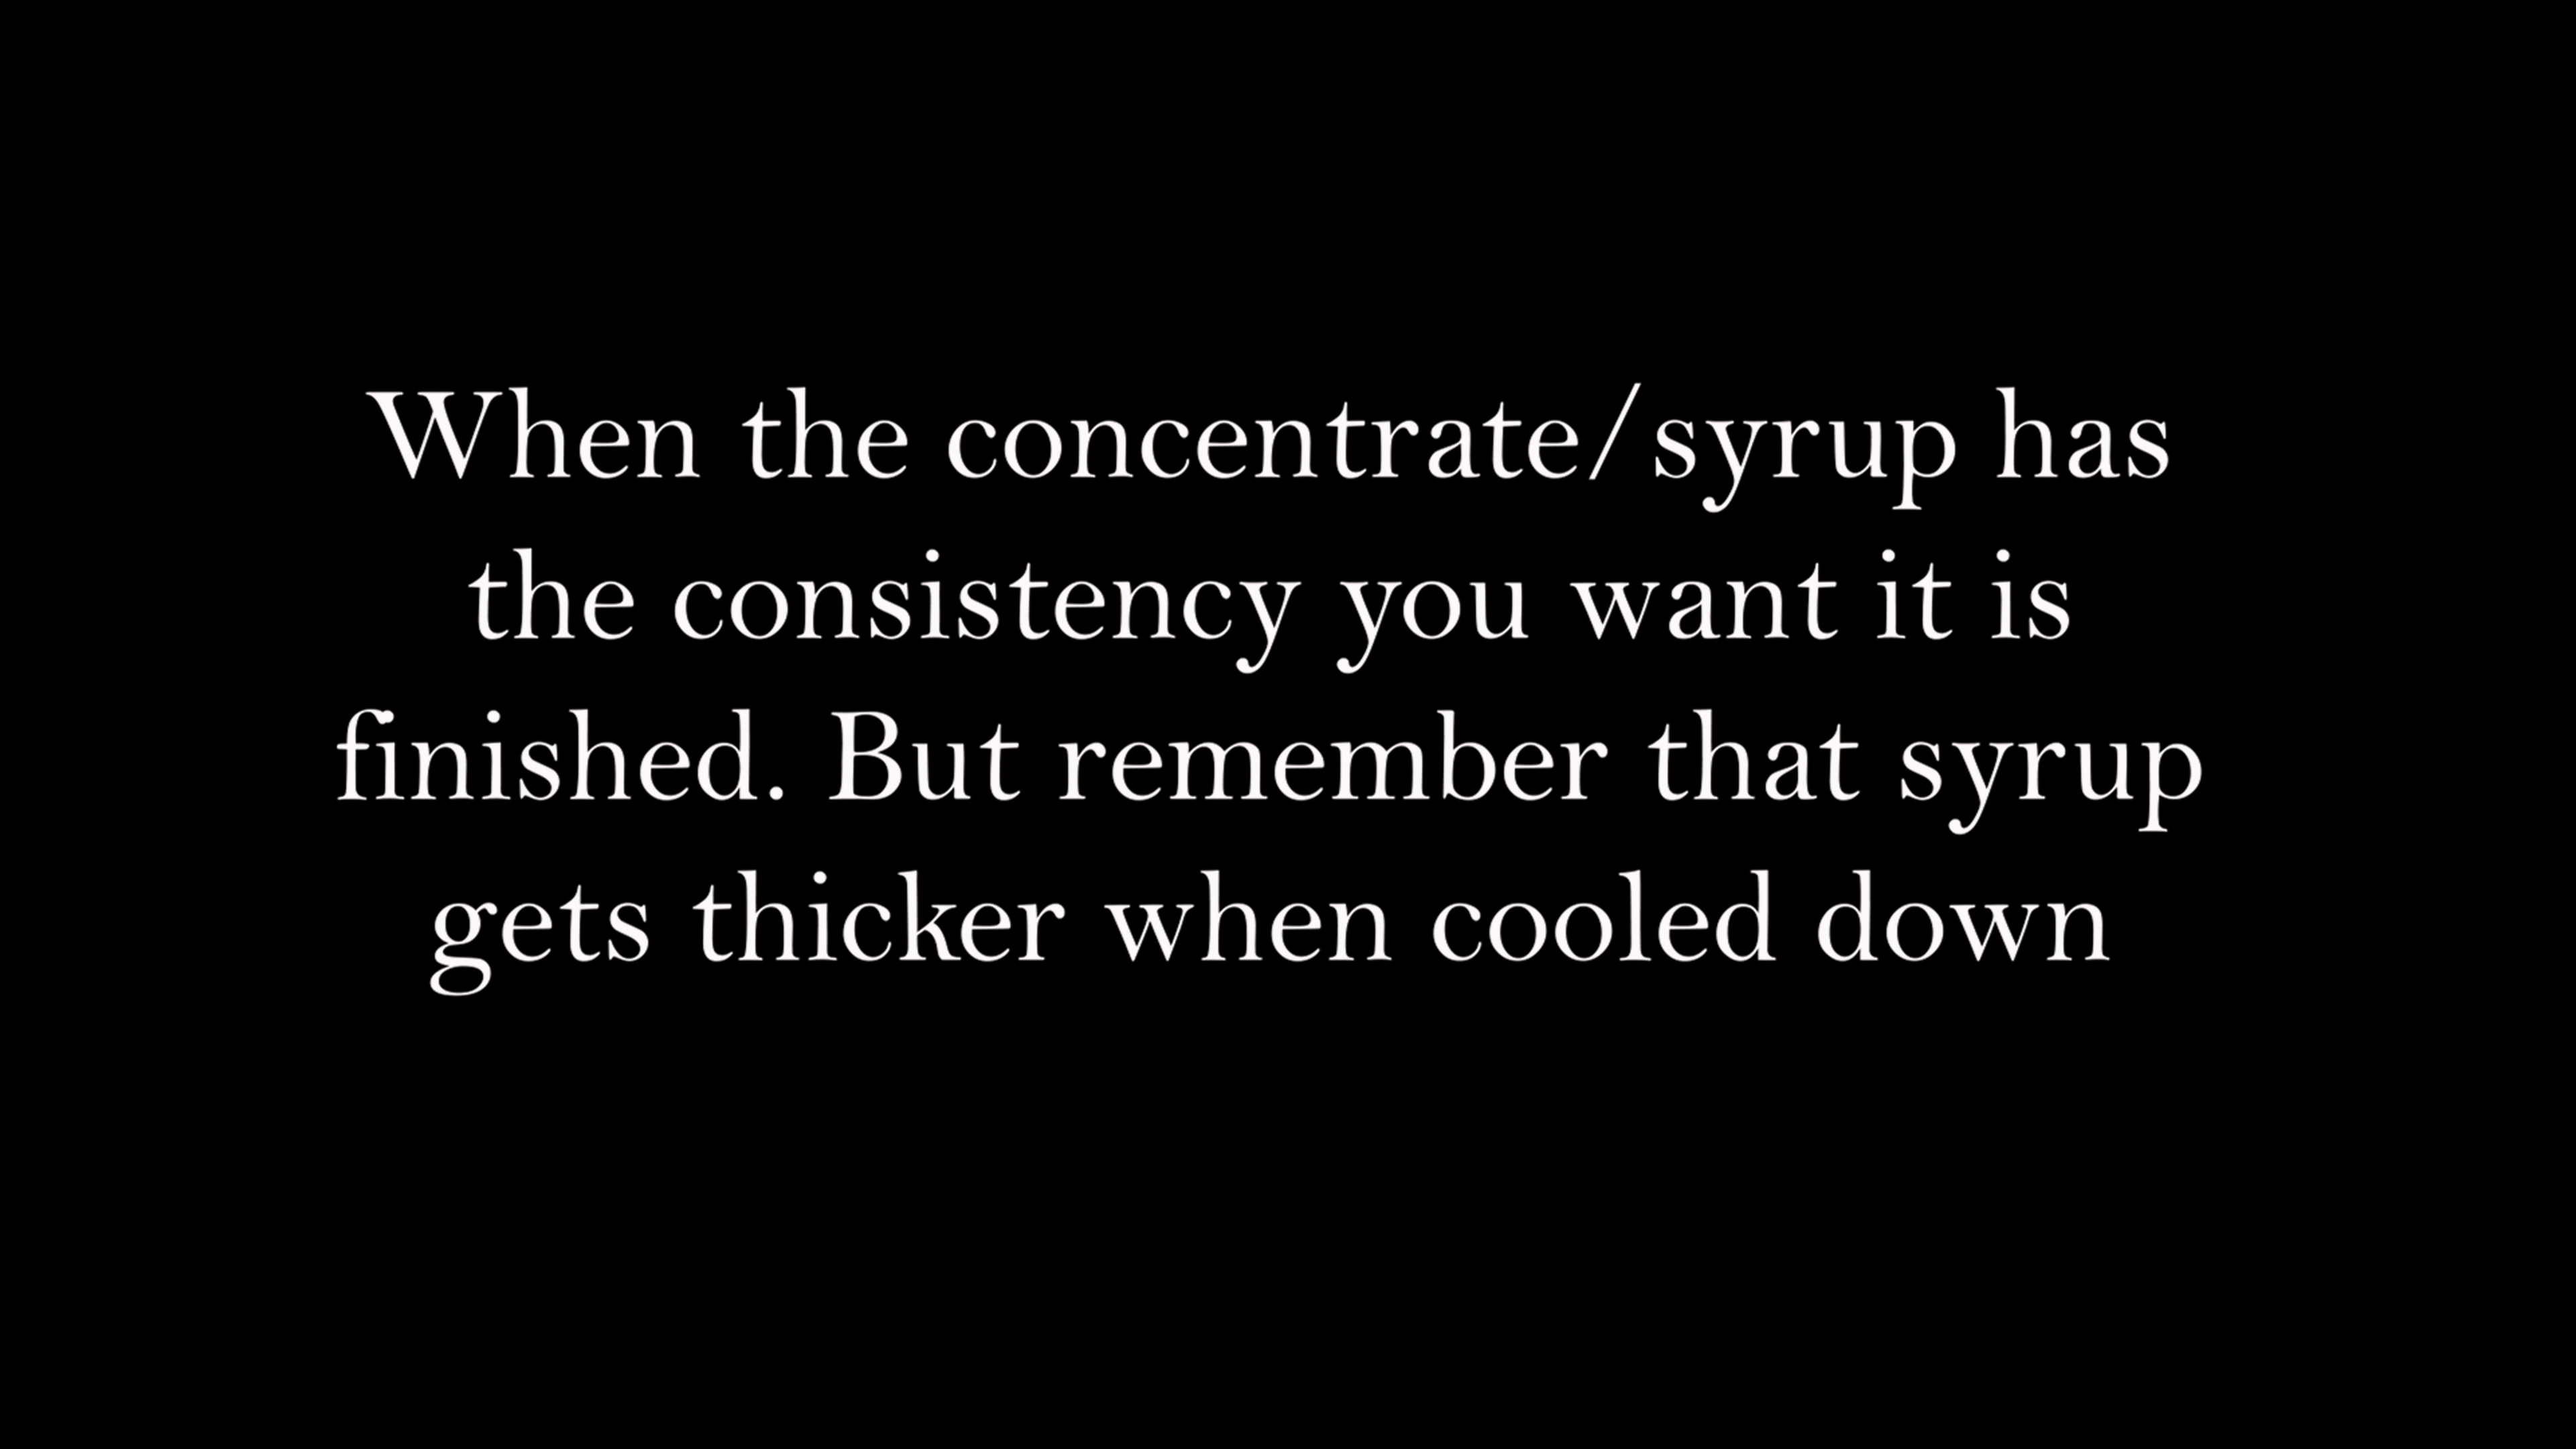 When the concentrate/syrup has
the consistency you want it is
finished. But remember that syrup
gets thicker when cooled down